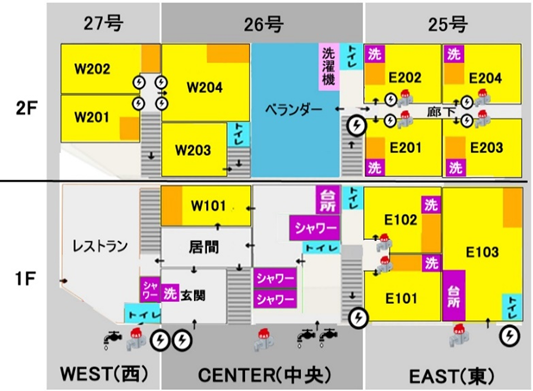 27号
26号
25号
2F
W202
W201
W204
W203
トイレ
ベランダー
洗濯機
トイレ
洗
E202
洗
E204
廊下
E201
洗
E203
洗
1F
レストラン
シャワー
トイレ
洗
W101
居間
玄関
台所
シャワー
トイレ
シャワー
シャワー
トイレ
E102
洗
E101
洗
E103
台所
トイレ
WEST(西)
CENTER(中央)
EAST(東)